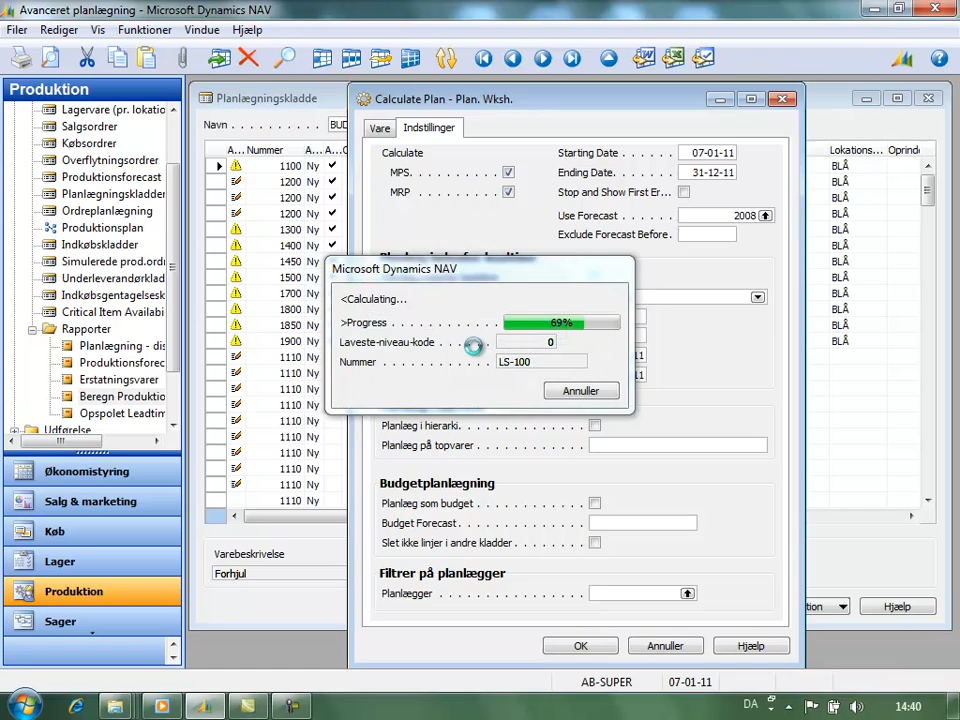 Avanceret planlægning - Microsoft Dynamics NAV
Filer Rediger Vis Funktioner Vindue Hjælp
Produktion
Lagervare (pr. lokatio
Salgsordrer
Købsordrer
Overflytningsordrer
Produktionsforecast
Planlægningskladder
Ordreplanlægning
Produktionsplan
Indkøbskladder
Simulerede prod.ordr
Underleverandørkladd
Indkøbsgentagelsesk
Critical Item Availabl
Rapporter
Planlægning - dis
Produktionsfore
Erstatningsvarer
Beregn Produktio
Opspolet Leadtim
Udførelse
Økonomistyring
Salg & marketing
Køb
Lager
Produktion
Sager
Planlægningskladde
Navn . . . . . . . . BUD
A... Nummer A... A...
1100 Ny
1200 Ny
1200 Ny
1200 Ny
1300 Ny
1400 Ny
1450 Ny
1500 Ny
1700 Ny
1800 Ny
1850 Ny
1900 Ny
1110 Ny
1110 Ny
1110 Ny
1110 Ny
1110 Ny
1110 Ny
1110 Ny
1110 Ny
1110 Ny
1110 Ny
Varebeskrivelse
Forhjul
Lokations... Oprinde
BLÅ
BLÅ
BLÅ
BLÅ
BLÅ
BLÅ
BLÅ
BLÅ
BLÅ
BLÅ
BLÅ
BLÅ
Hjælp
Calculate Plan - Plan. Wksh.
Vare Indstillinger
Calculate
MPS. . . . . . . . . .
MRP . . . . . . . . . .
Starting Date . . . . . . 07-01-11
Ending Date. . . . . . . 31-12-11
Stop and Show First Er...
Use Forecast . . . . . . 2008
Exclude Forecast Before.
Microsoft Dynamics NAV
<Calculating...
>Progress . . . . . . . . . . . . 69%
Laveste-niveau-kode . . . . 0
Nummer . . . . . . . . . . . . . LS-100
Annuller
Planlæg i hierarki. . . . . . . . . . . . .
Planlæg på topvarer . . . . . . . . . . .
Budgetplanlægning
Planlæg som budget . . . . . . . . . . .
Budget Forecast. . . . . . . . . . . . .
Slet ikke linjer i andre kladder . . . . . . .
Filtrer på planlægger
Planlægger . . . . . . . . . . . . . . .
OK Annuller Hjælp
AB-SUPER 07-01-11
DA 14:40